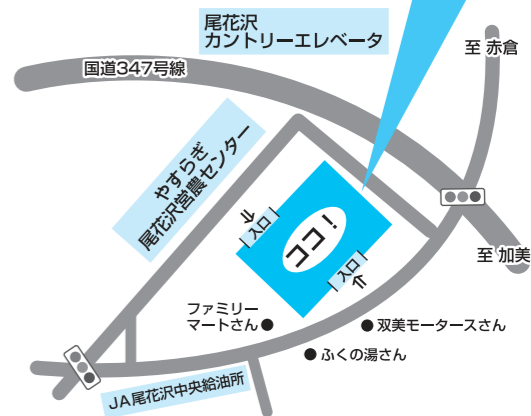 尾花沢
カントリーエレベータ
至 赤倉
国道347号線
やすらぎ
尾花沢営農センター
入口
ココ！
入口
至 加美
ファミリー
マートさん
双美モータースさん
ふくの湯さん
JA尾花沢中央給油所